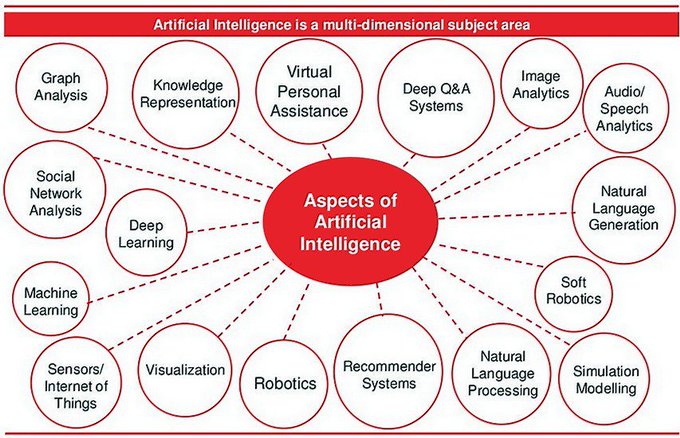 Artificial Intelligence is a multi-dimensional subject area
Graph
Analysis
Knowledge
Representation
Virtual
Personal
Assistance
Deep Q&A
Systems
Image
Analytics
Audio/
Speech
Analytics
Social
Network
Analysis
Deep
Learning
Aspects of
Artificial
Intelligence
Natural
Language
Generation
Machine
Learning
Soft
Robotics
Sensors/
Internet of
Things
Visualization
Robotics
Recommender
Systems
Natural
Language
Processing
Simulation
Modelling